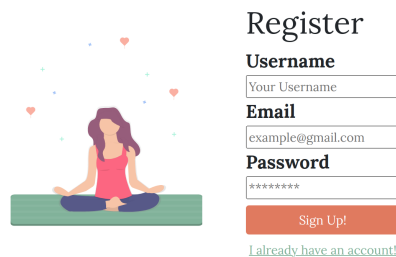 Register
Username
Your Username
Email
example@gmail.com
Password
********
Sign Up!
I already have an account!